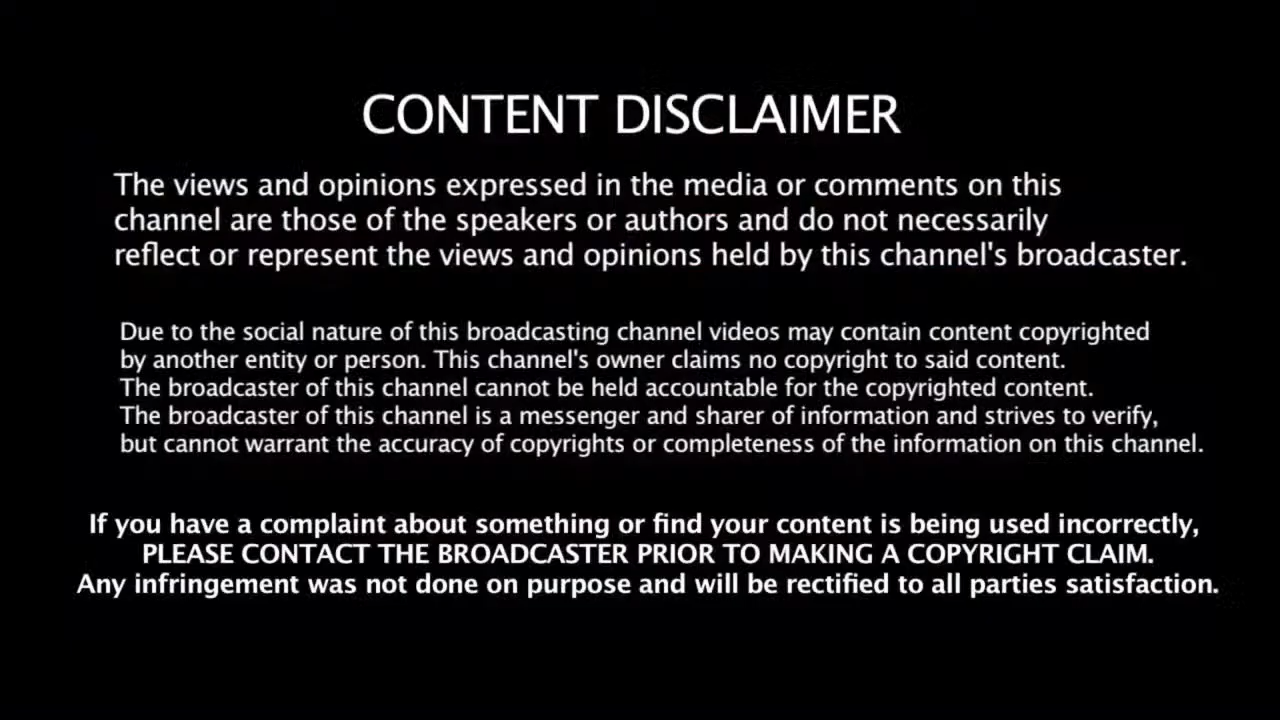 CONTENT DISCLAIMER
The views and opinions expressed in the media or comments on this
channel are those of the speakers or authors and do not necessarily
reflect or represent the views and opinions held by this channel's broadcaster.
Due to the social nature of this broadcasting channel videos may contain content copyrighted
by another entity or person. This channel's owner claims no copyright to said content.
The broadcaster of this channel cannot be held accountable for the copyrighted content.
The broadcaster of this channel is a messenger and sharer of information and strives to verify,
but cannot warrant the accuracy of copyrights or completeness of the information on this channel.
If you have a complaint about something or find your content is being used incorrectly,
PLEASE CONTACT THE BROADCASTER PRIOR TO MAKING A COPYRIGHT CLAIM.
Any infringement was not done on purpose and will be rectified to all parties satisfaction.